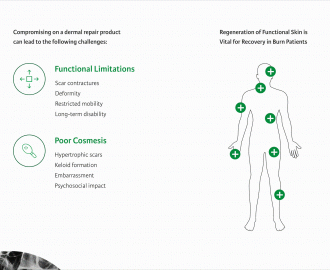 Compromising on a dermal repair product
can lead to the following challenges:
Functional Limitations
Scar contractures
Deformity
Restricted mobility
Long-term disability
Poor Cosmesis
Hypertrophic scars
Keloid formation
Embarrassment
Psychosocial impact
Regeneration of Functional Skin is
Vital for Recovery in Burn Patients